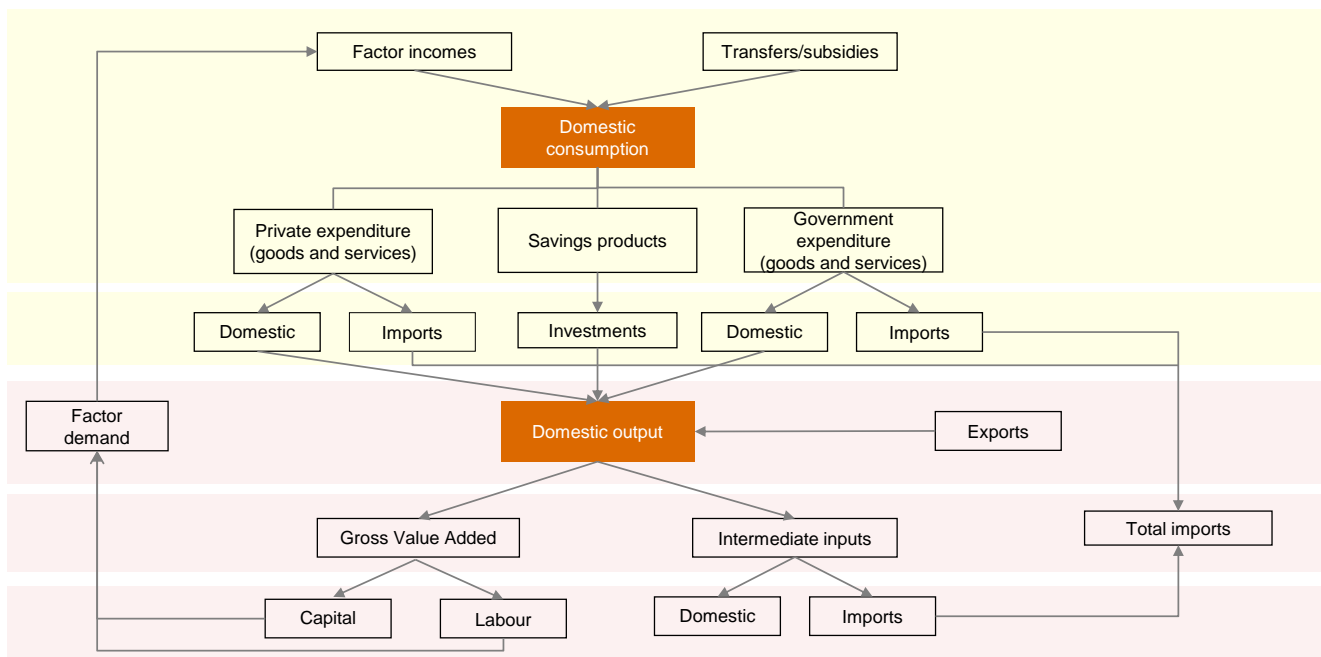 Factor incomes
Transfers/subsidies
Domestic
consumption
Private expenditure
(goods and services)
Savings products
Government
expenditure
(goods and services)
Domestic
Imports
Investments
Domestic
Imports
Factor
demand
Domestic output
Exports
Gross Value Added
Intermediate inputs
Total imports
Capital
Labour
Domestic
Imports